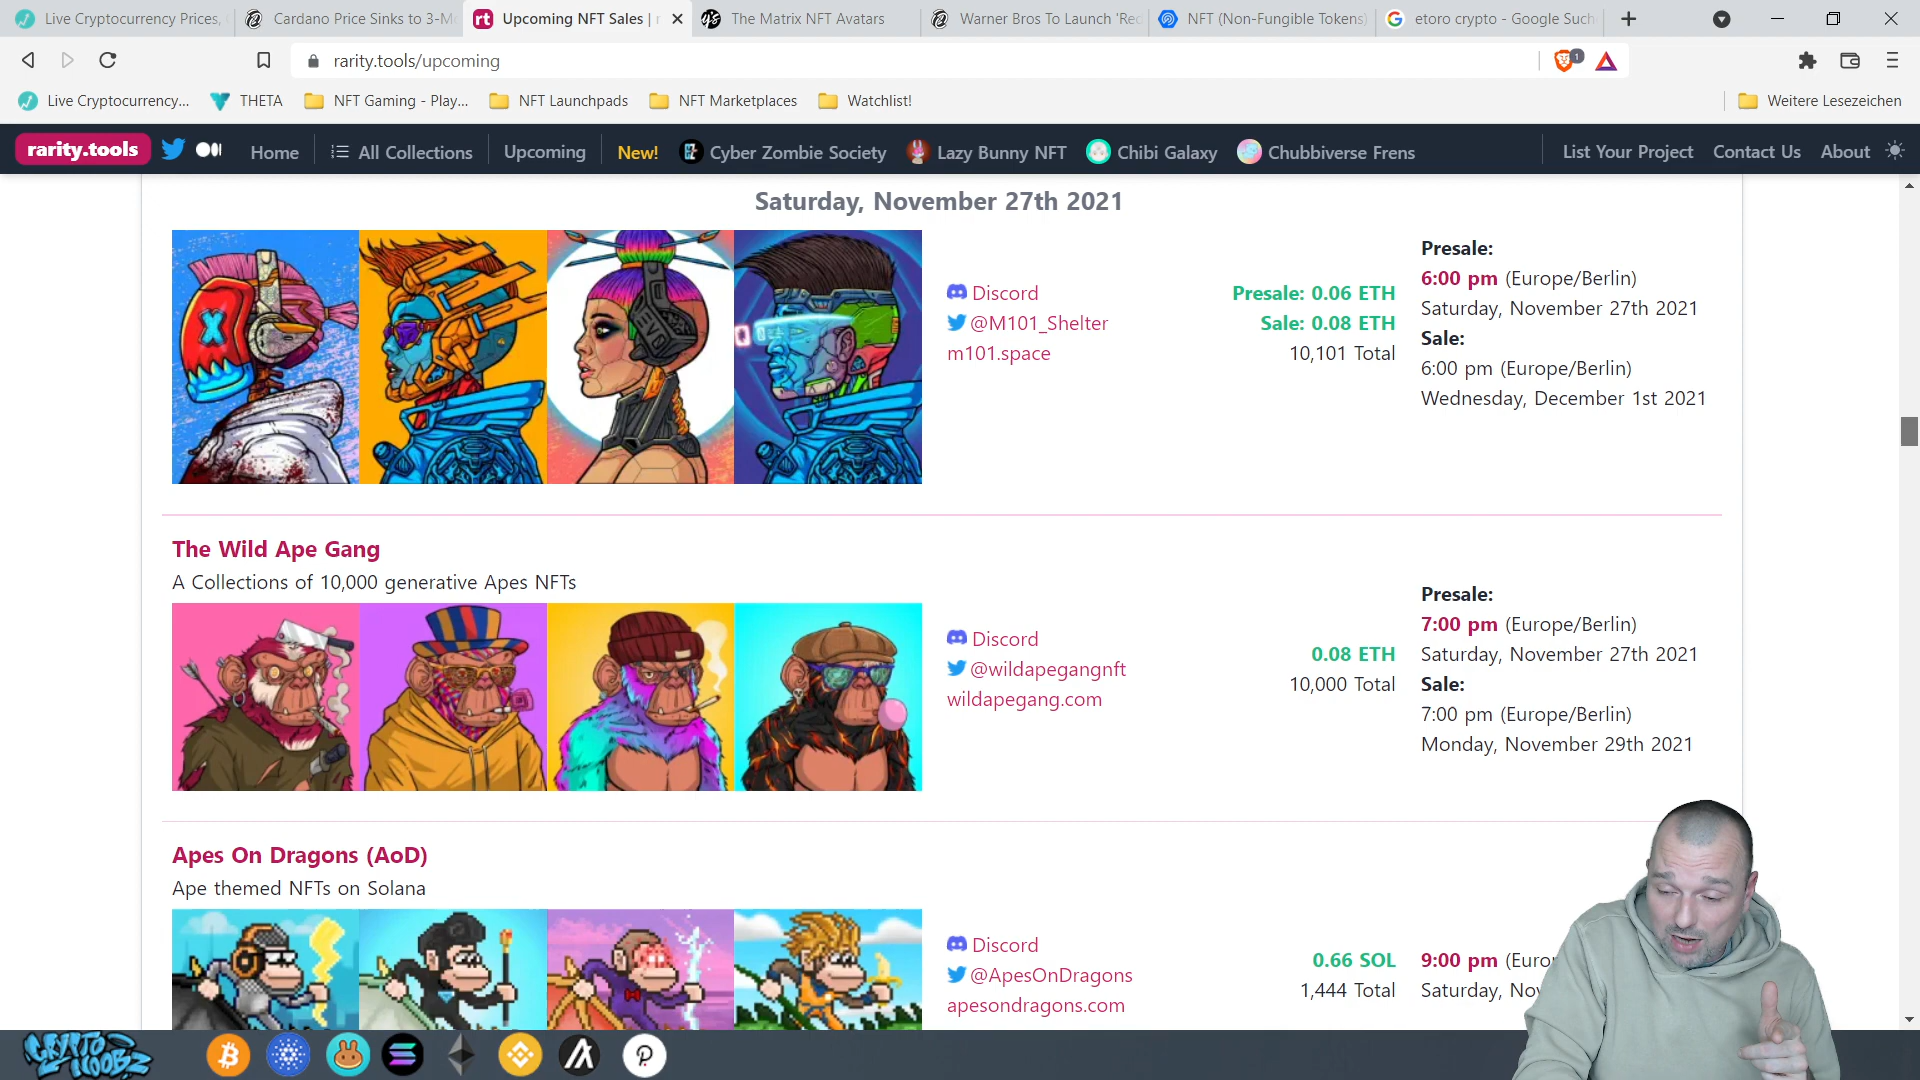 Live Cryptocurrency Prices,
Cardano Price Sinks to 3-Mo
rt Upcoming NFT Sales |
The Matrix NFT Avatars
Warner Bros To Launch 'Rec
NFT (Non-Fungible Tokens)
etoro crypto - Google Such
rarity.tools/upcoming
1
Live Cryptocurrency...
THETA
NFT Gaming - Play...
NFT Launchpads
NFT Marketplaces
Watchlist!
Weitere Lesezeichen
rarity.tools
Home
All Collections
Upcoming
New!
Cyber Zombie Society
Lazy Bunny NFT
Chibi Galaxy
Chubbiverse Frens
List Your Project
Contact Us
About
Saturday, November 27th 2021
Discord
@M101_Shelter
m101.space
Presale: 0.06 ETH
Sale: 0.08 ETH
10,101 Total
Presale:
6:00 pm (Europe/Berlin)
Saturday, November 27th 2021
Sale:
6:00 pm (Europe/Berlin)
Wednesday, December 1st 2021
The Wild Ape Gang
A Collections of 10,000 generative Apes NFTs
Discord
@wildapegangnft
wildapegang.com
0.08 ETH
10,000 Total
Presale:
7:00 pm (Europe/Berlin)
Saturday, November 27th 2021
Sale:
7:00 pm (Europe/Berlin)
Monday, November 29th 2021
Apes On Dragons (AoD)
Ape themed NFTs on Solana
Discord
@ApesOnDragons
apesondragons.com
0.66 SOL
1,444 Total
9:00 pm (Euro
Saturday, Nov
CRYPTO
NOOBZ